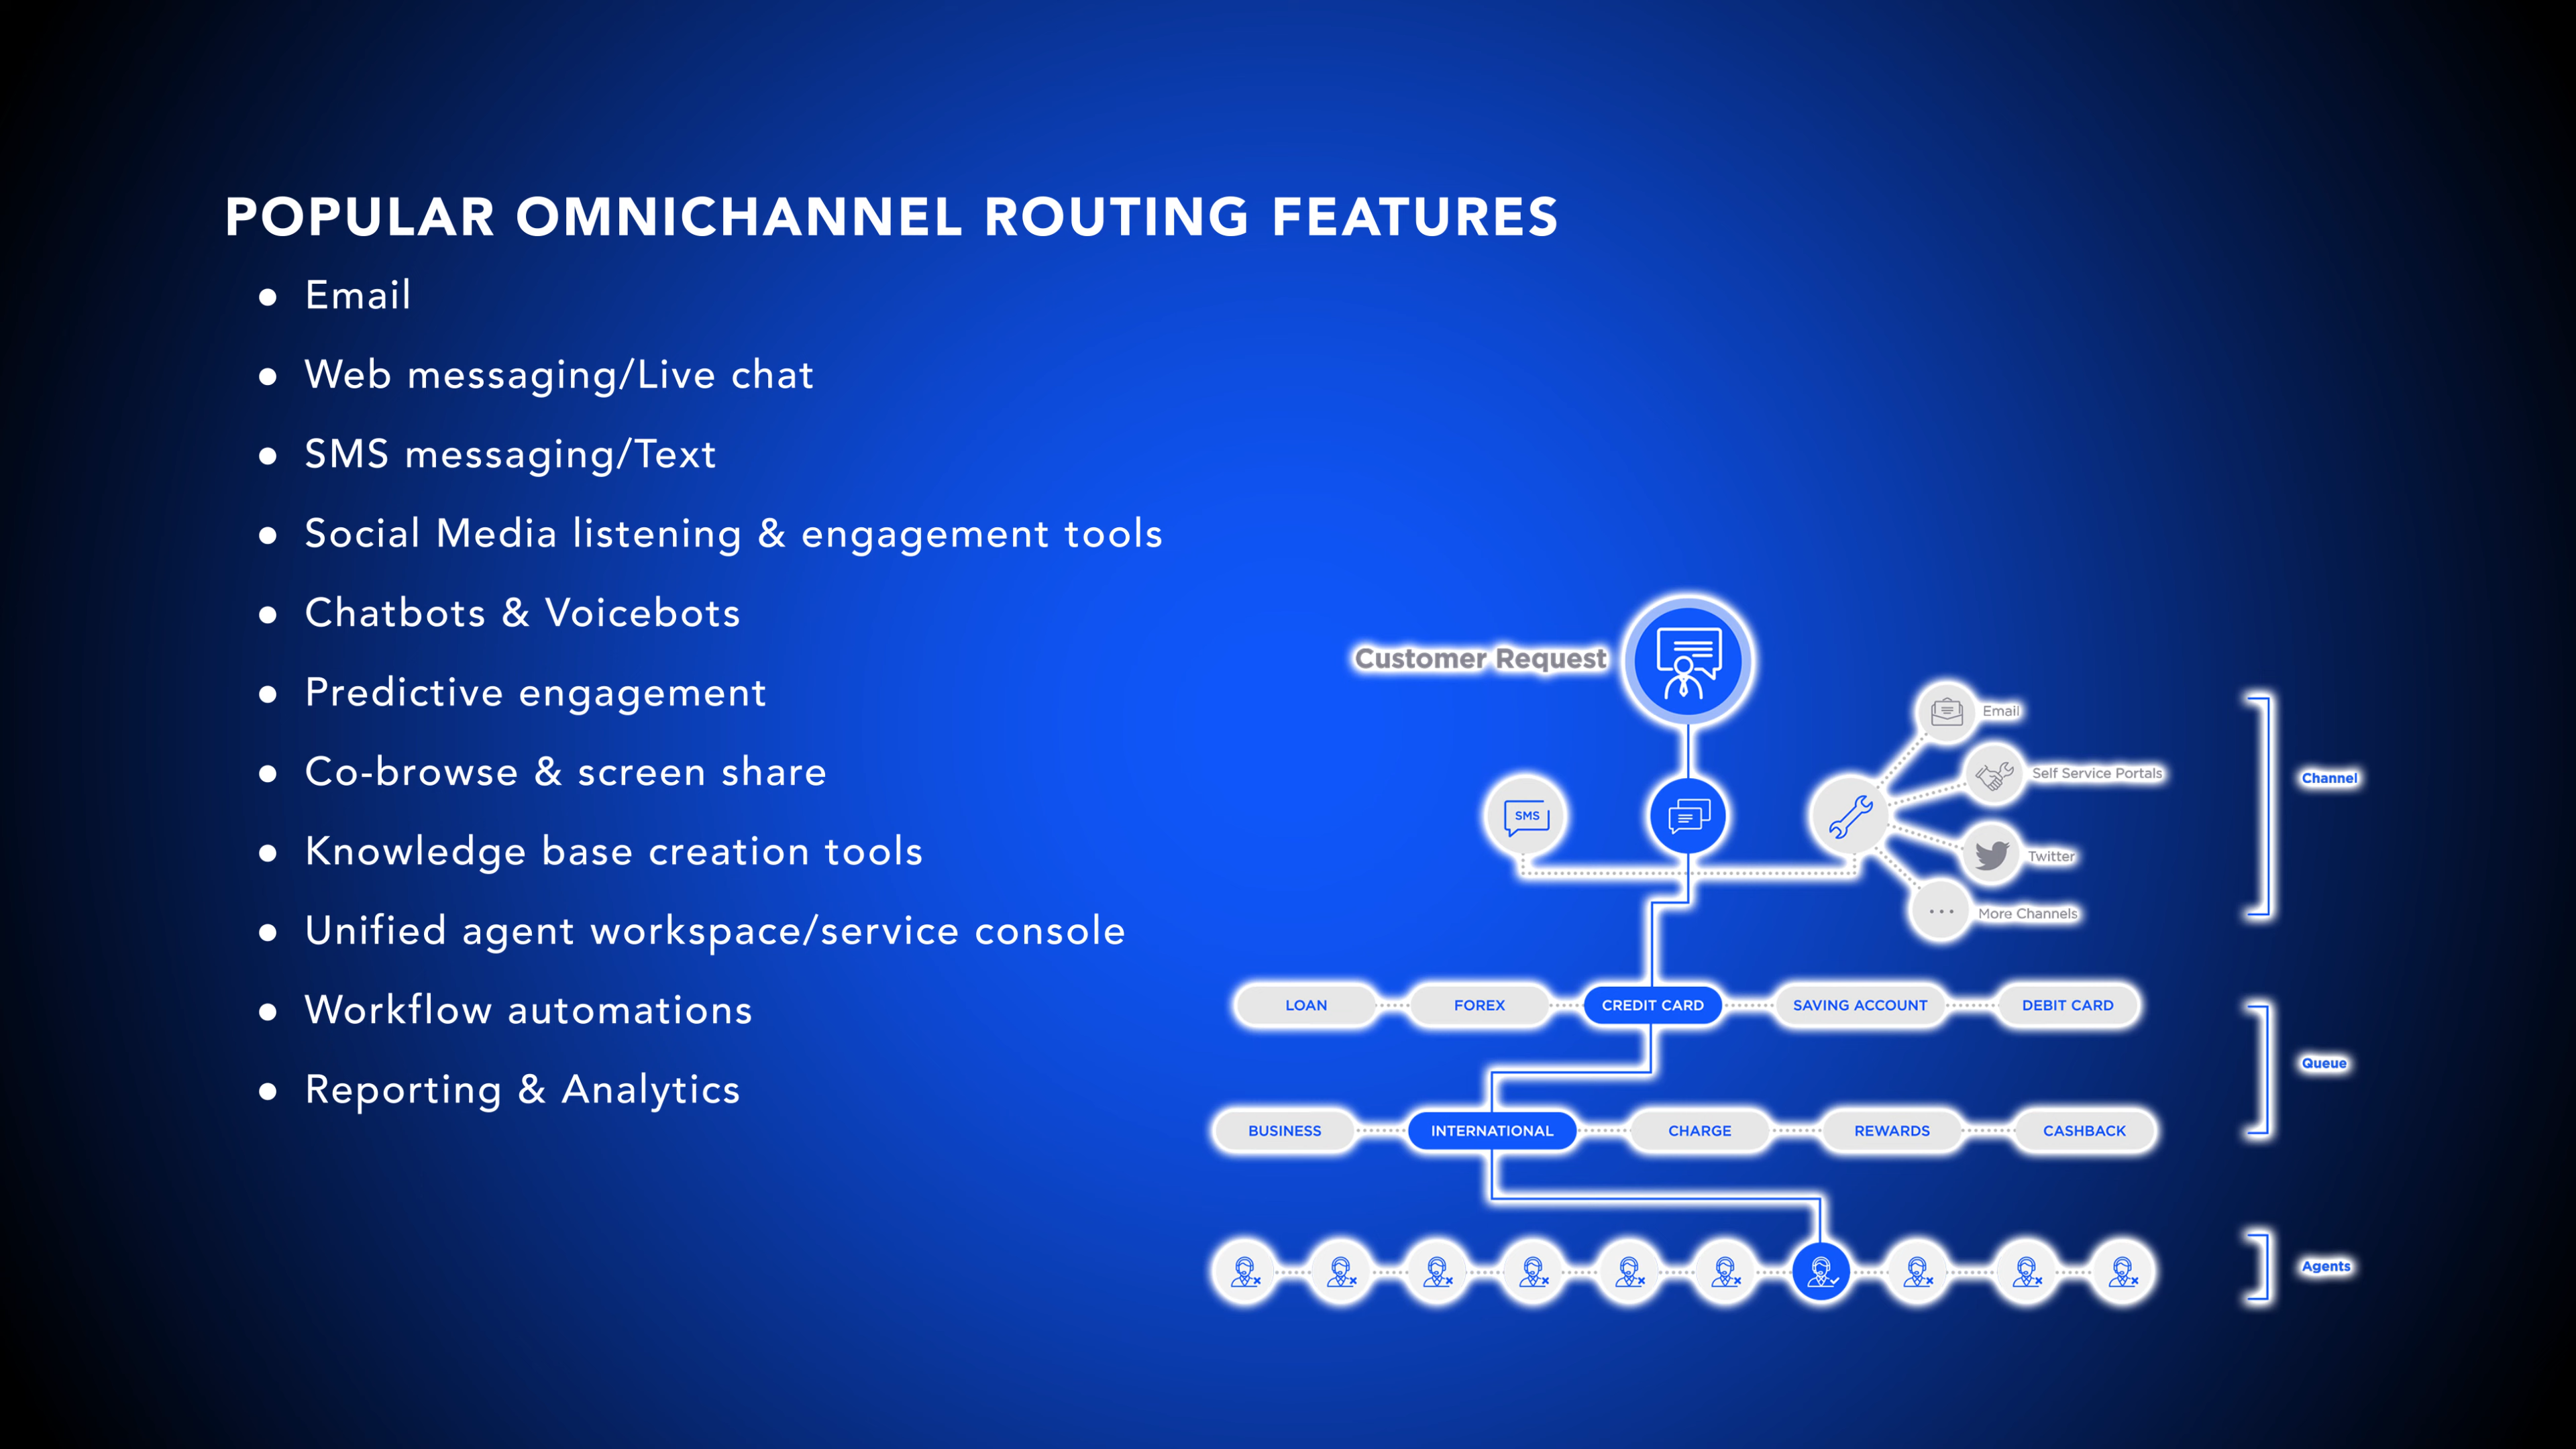 POPULAR OMNICHANNEL ROUTING FEATURES
● Email
● Web messaging/Live chat
● SMS messaging/Text
● Social Media listening & engagement tools
● Chatbots & Voicebots
● Predictive engagement
● Co-browse & screen share
● Knowledge base creation tools
● Unified agent workspace/service console
● Workflow automations
● Reporting & Analytics
Customer Request
SMS
Email
Self Service Portals
Twitter
More Channels
Channel
LOAN FOREX CREDIT CARD SAVING ACCOUNT DEBIT CARD
Queue
BUSINESS INTERNATIONAL CHARGE REWARDS CASHBACK
Agents